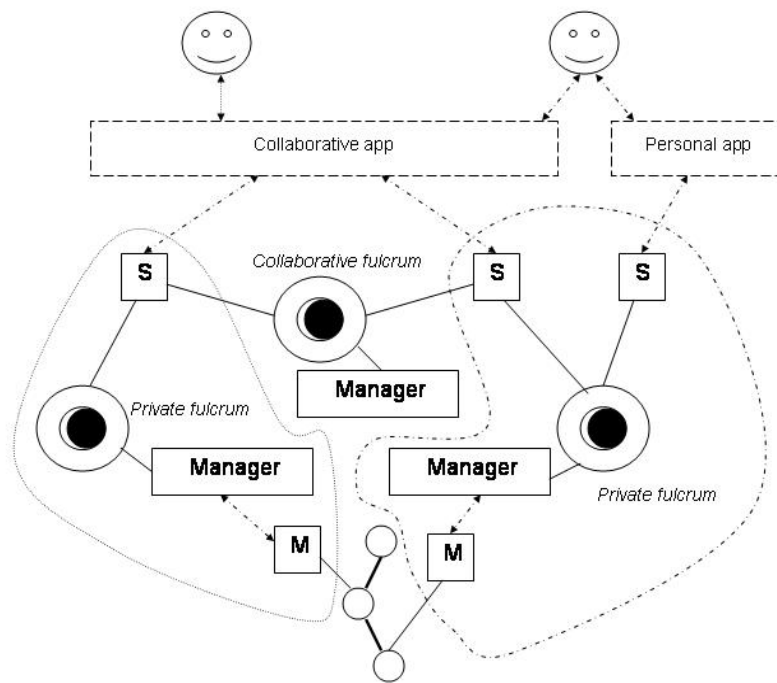 Collaborative app
Personal app
S
Collaborative fulcrum
S
S
Manager
Private fulcrum
Manager
Manager
Private fulcrum
M
M